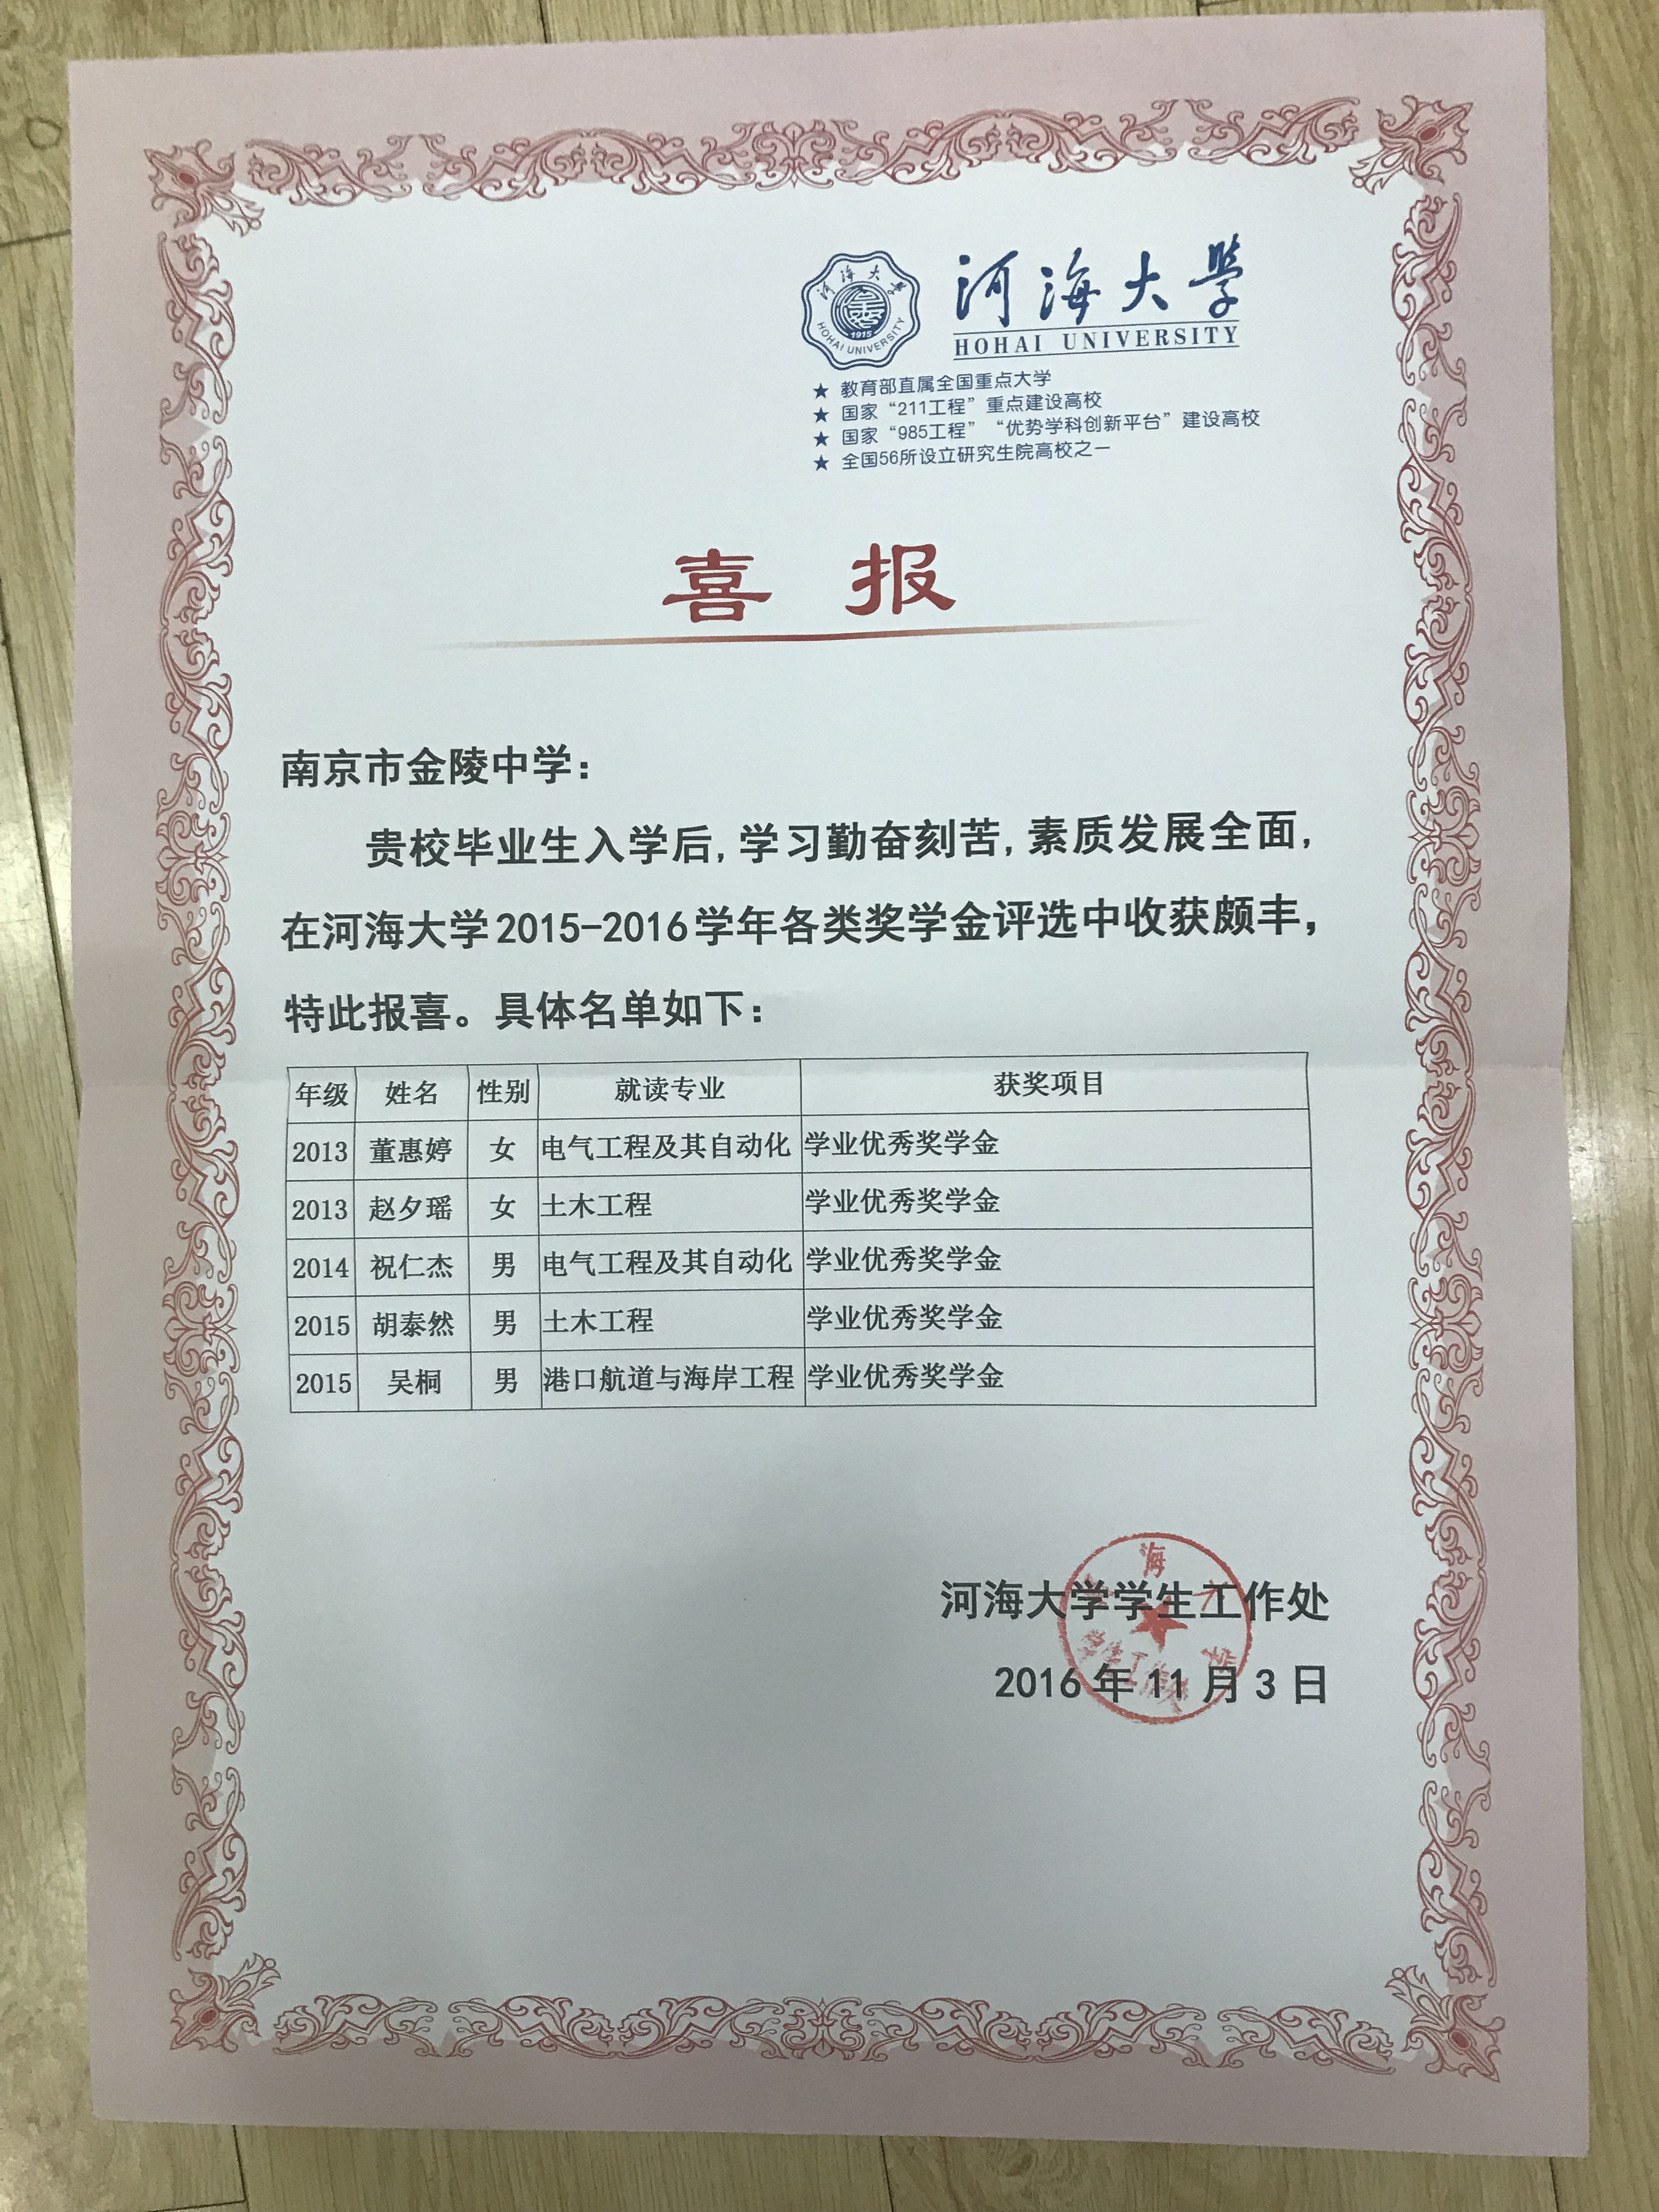 河海大学
HOHAI UNIVERSITY
1915
河海大学
HOHAI UNIVERSITY
★ 教育部直属全国重点大学
★ 国家“211工程”重点建设高校
★ 国家“985工程”“优势学科创新平台”建设高校
★ 全国56所设立研究生院高校之一
喜报
南京市金陵中学：
贵校毕业生入学后,学习勤奋刻苦,素质发展全面,
在河海大学2015-2016学年各类奖学金评选中收获颇丰，
特此报喜。具体名单如下：
年级 姓名 性别 就读专业 获奖项目
2013 董惠婷 女 电气工程及其自动化 学业优秀奖学金
2013 赵夕瑶 女 土木工程 学业优秀奖学金
2014 祝仁杰 男 电气工程及其自动化 学业优秀奖学金
2015 胡泰然 男 土木工程 学业优秀奖学金
2015 吴桐 男 港口航道与海岸工程 学业优秀奖学金
河海大学学生工作处
2016年11月3日
海大学